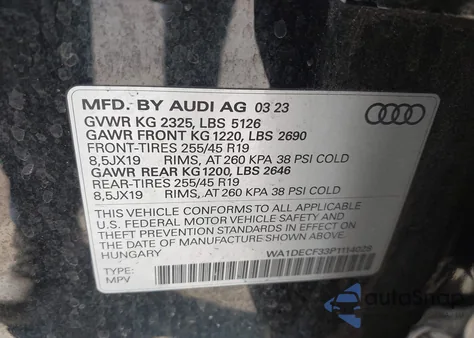 MFD. BY AUDI AG 03 23
GVWR KG 2325, LBS 5126
GAWR FRONT KG 1220, LBS 2690
FRONT-TIRES 255/45 R19
8,5JX19 RIMS, AT 260 KPA 38 PSI COLD
GAWR REAR KG1200, LBS 2646
REAR-TIRES 255/45 R19
8,5JX19 RIMS, AT 260 KPA 38 PSI COLD
THIS VEHICLE CONFORMS TO ALL APPLICABLE
U.S. FEDERAL MOTOR VEHICLE SAFETY AND
THEFT PREVENTION STANDARDS IN EFFECT ON
THE DATE OF MANUFACTURE SHOWN ABOVE.
HUNGARY
TYPE:
MPV
autoSnap